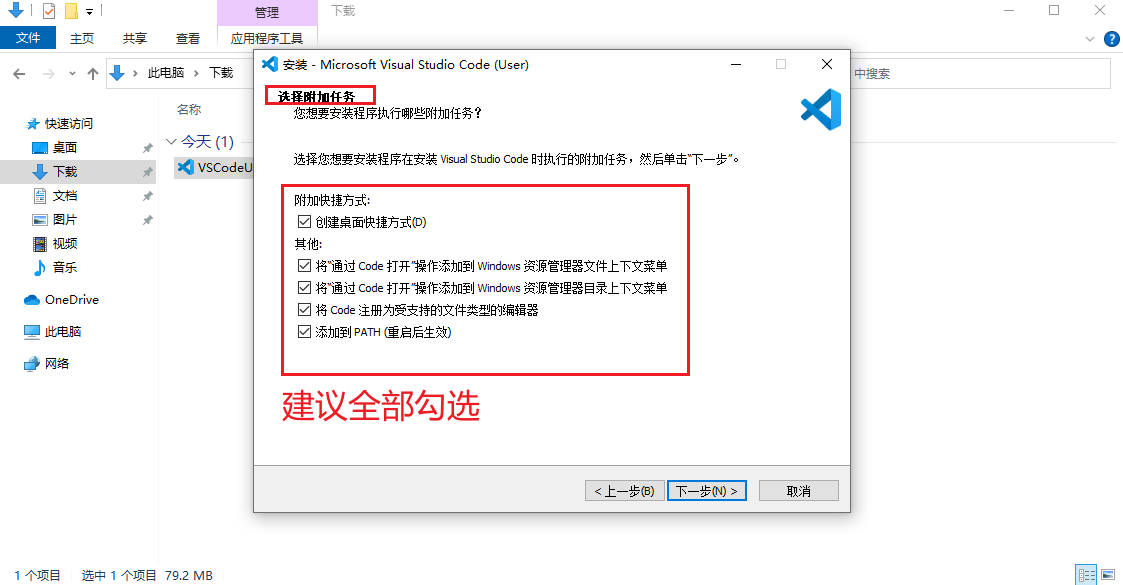 管理
下载
文件
主页
共享
查看
应用程序工具
此电脑
下载
中搜索
安装 - Microsoft Visual Studio Code (User)
选择附加任务
您想要安装程序执行哪些附加任务？
选择您想要安装程序在安装 Visual Studio Code 时执行的附加任务，然后单击“下一步”。
附加快捷方式:
创建桌面快捷方式(D)
其他:
将“通过 Code 打开”操作添加到 Windows 资源管理器文件上下文菜单
将“通过 Code 打开”操作添加到 Windows 资源管理器目录上下文菜单
将 Code 注册为受支持的文件类型的编辑器
添加到 PATH (重启后生效)
建议全部勾选
< 上一步(B)
下一步(N) >
取消
名称
今天 (1)
VSCodeU
快速访问
桌面
下载
文档
图片
视频
音乐
OneDrive
此电脑
网络
1 个项目
选中 1 个项目 79.2 MB